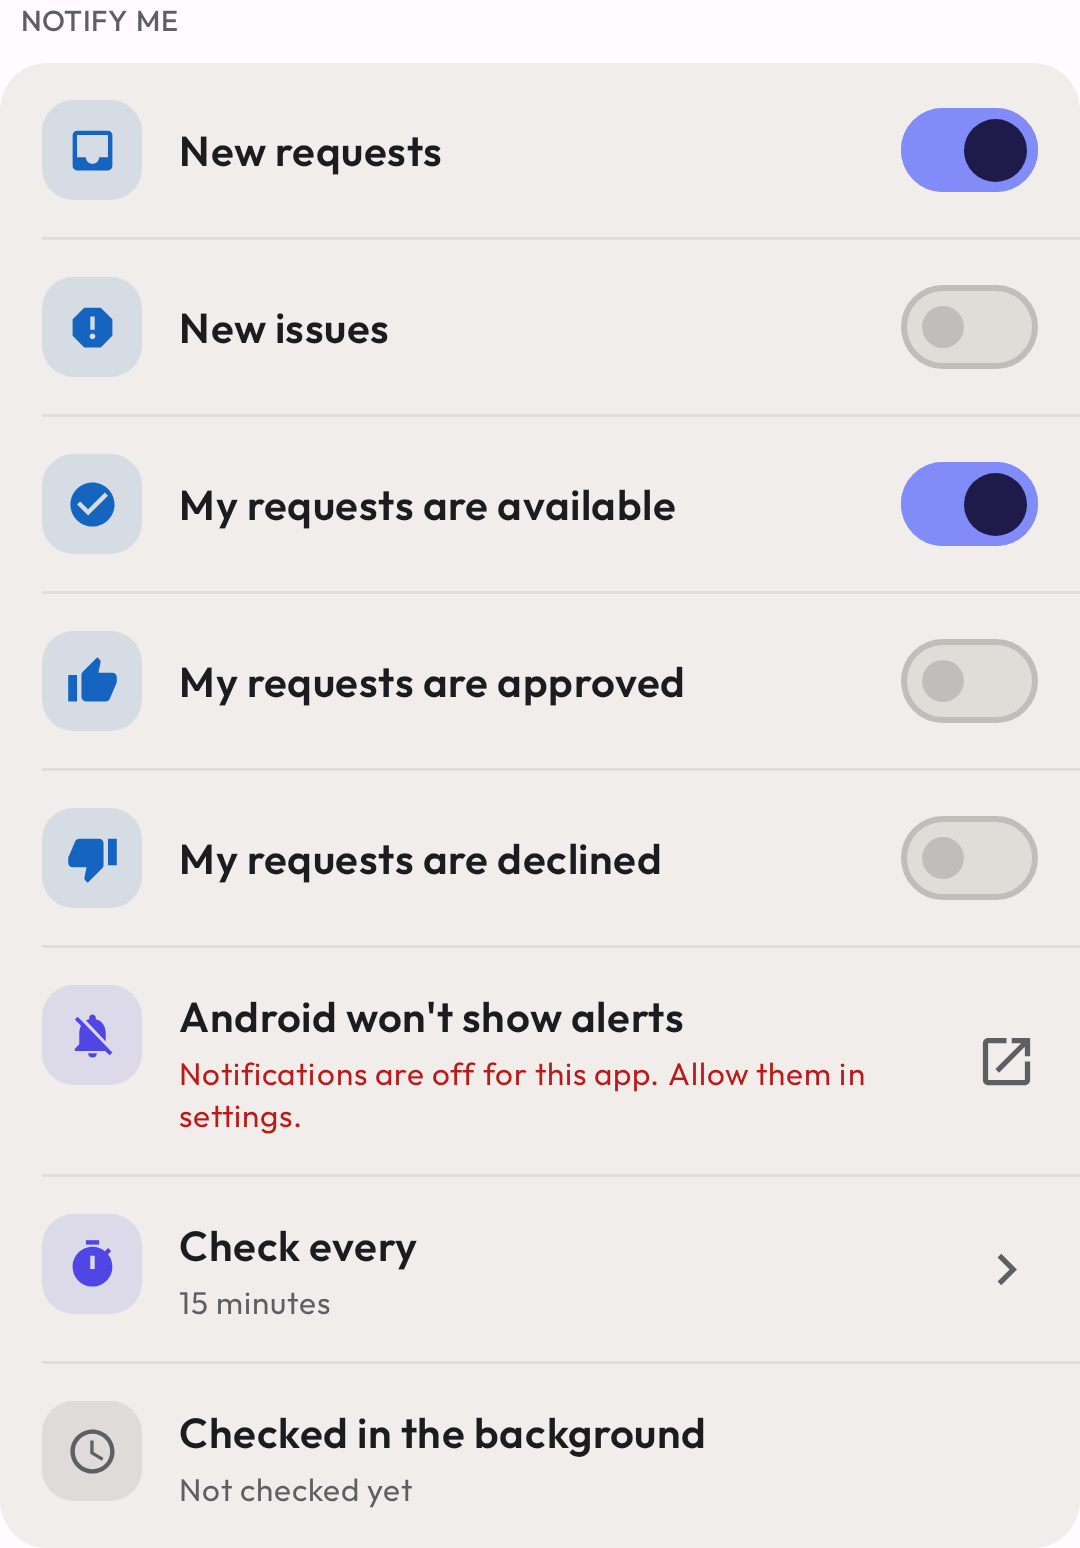 NOTIFY ME
New requests
New issues
My requests are available
My requests are approved
My requests are declined
Android won't show alerts
Notifications are off for this app. Allow them in
settings.
Check every
15 minutes
Checked in the background
Not checked yet